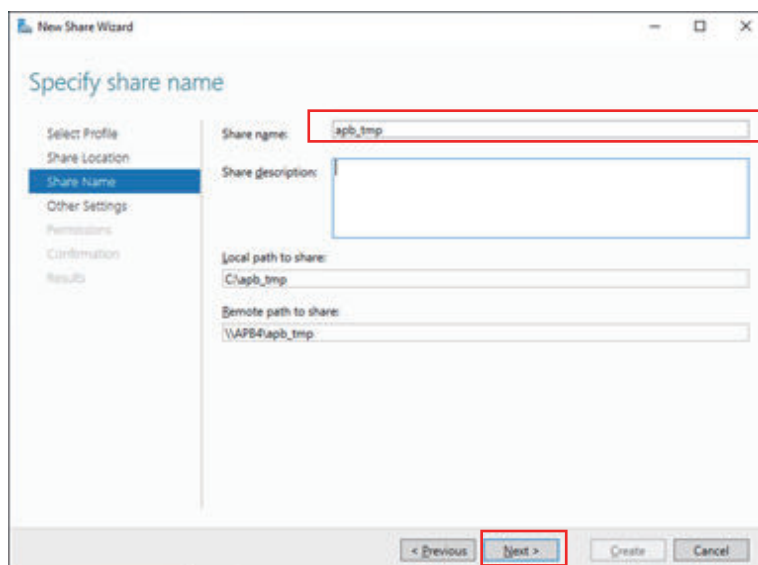 New Share Wizard
Specify share name
Select Profile
Share Location
Share Name
Other Settings
Permissions
Confirmation
Results
Share name:
apb_tmp
Share description:
Local path to share:
C:\apb_tmp
Remote path to share:
\\APB4\apb_tmp
< Previous
Next >
Create
Cancel